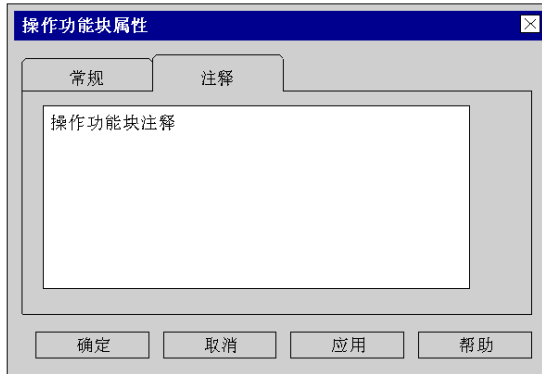 操作功能块属性
常规
注释
操作功能块注释
确定
取消
应用
帮助